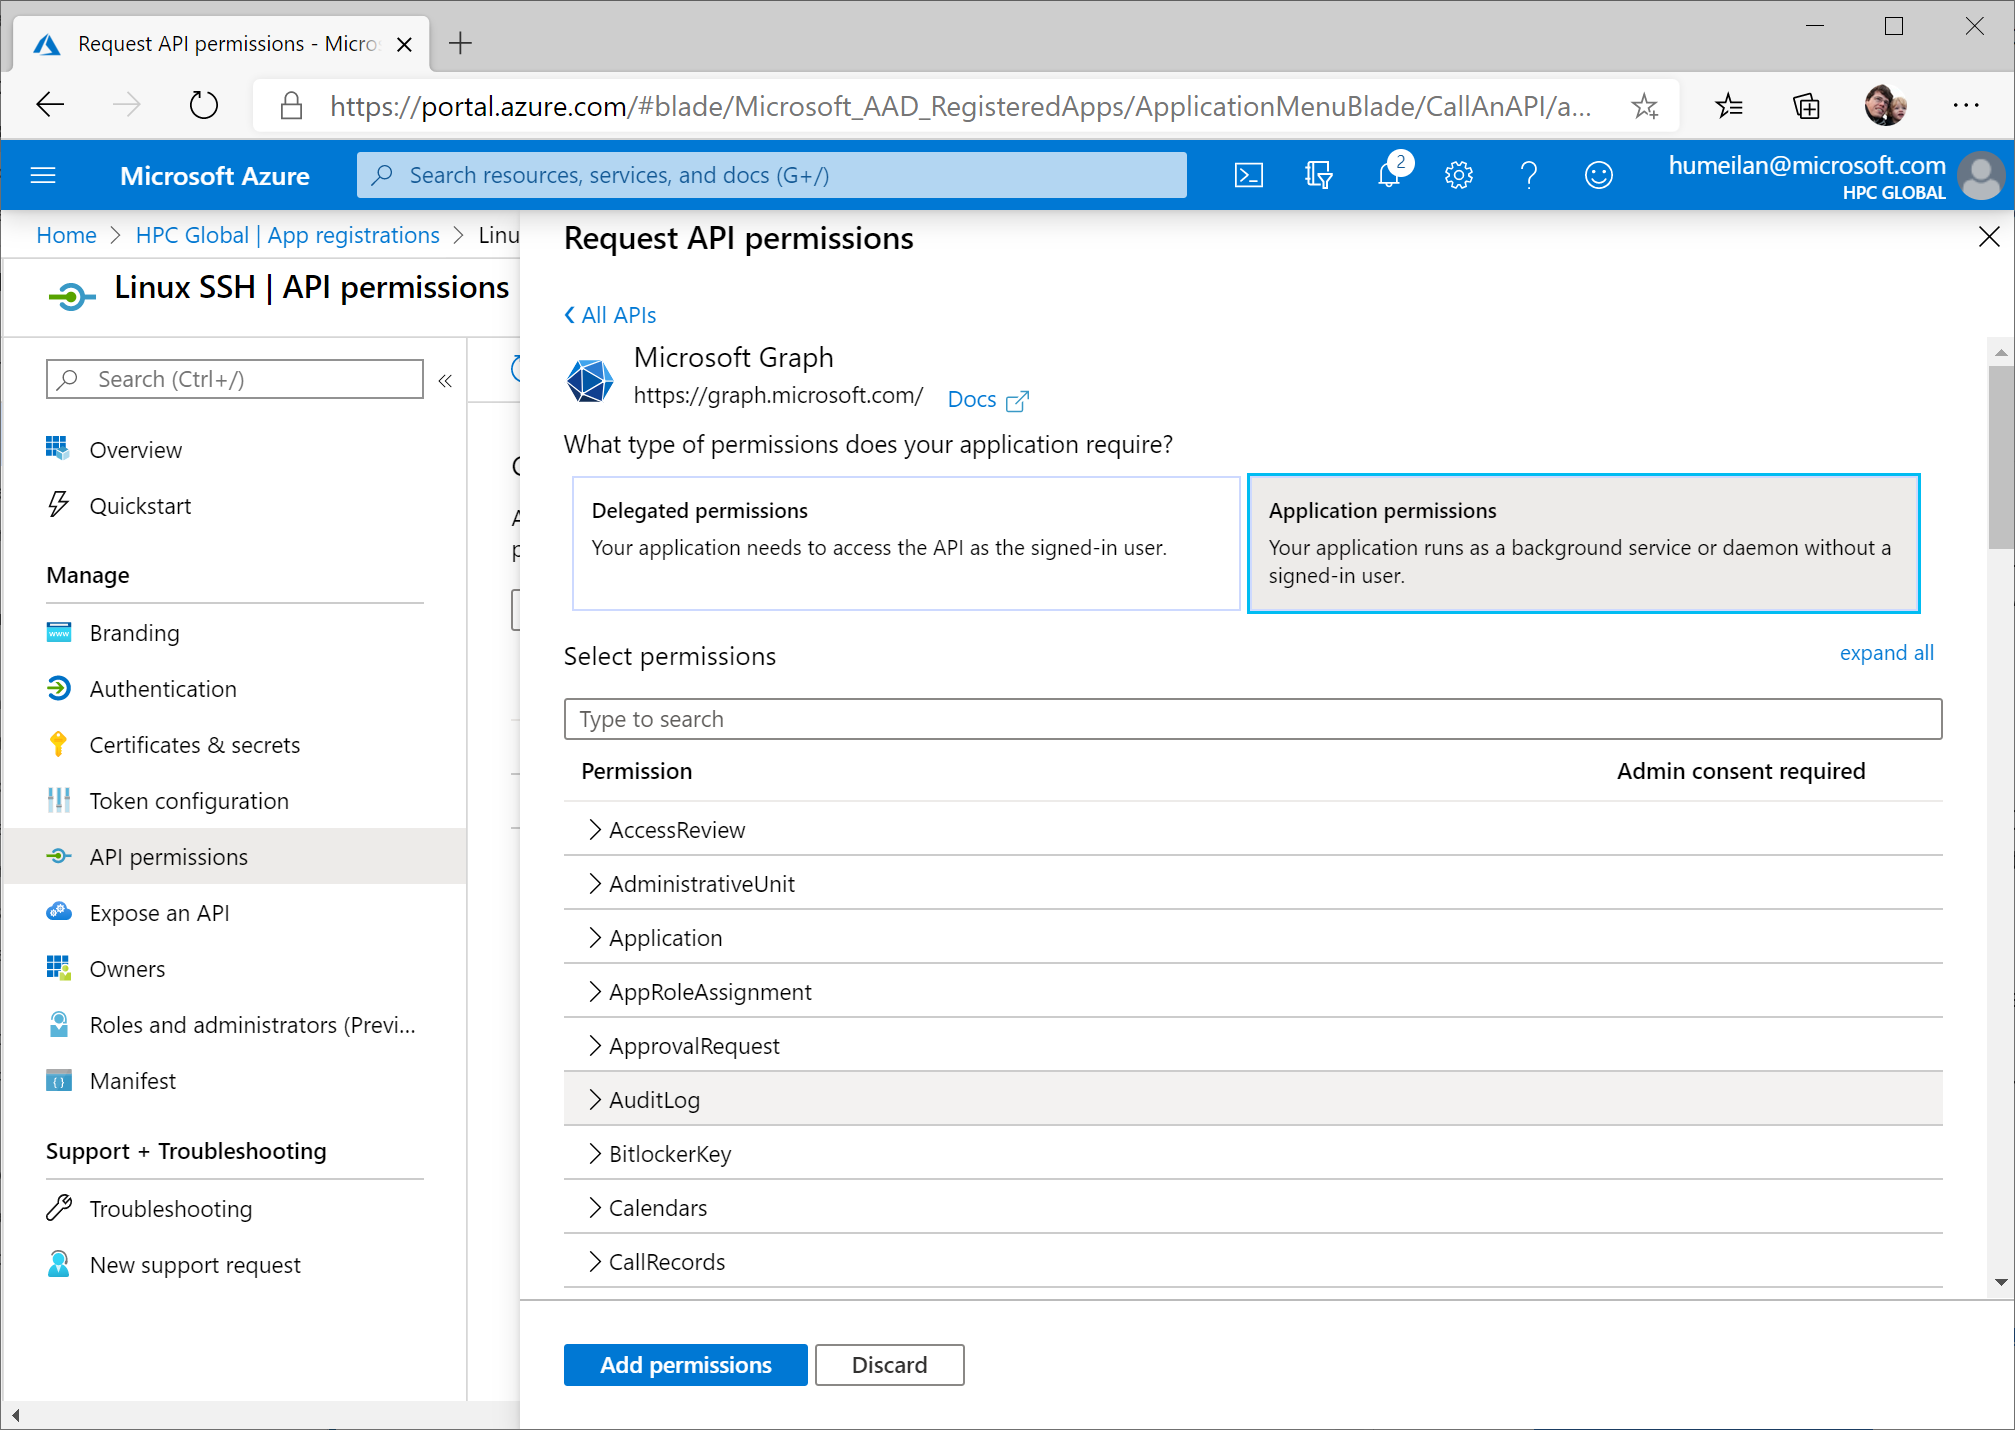 Request API permissions - Micro
https://portal.azure.com/#blade/Microsoft_AAD_RegisteredApps/ApplicationMenuBlade/CallAnAPI/a...
Microsoft Azure
Search resources, services, and docs (G+/)
2
humeilan@microsoft.com
HPC GLOBAL
Home > HPC Global | App registrations > Linu
Linux SSH | API permissions
Search (Ctrl+/)
«
Overview
Quickstart
Manage
Branding
Authentication
Certificates & secrets
Token configuration
API permissions
Expose an API
Owners
Roles and administrators (Previ...
Manifest
Support + Troubleshooting
Troubleshooting
New support request
Request API permissions
All APIs
Microsoft Graph
https://graph.microsoft.com/ Docs
What type of permissions does your application require?
Delegated permissions
Your application needs to access the API as the signed-in user.
Application permissions
Your application runs as a background service or daemon without a
signed-in user.
Select permissions
expand all
Type to search
Permission Admin consent required
AccessReview
AdministrativeUnit
Application
AppRoleAssignment
ApprovalRequest
AuditLog
BitlockerKey
Calendars
CallRecords
Add permissions
Discard